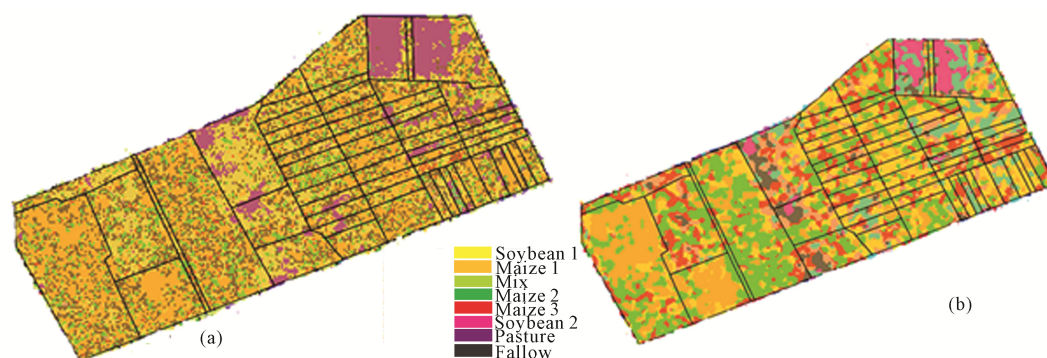 Soybean 1
Maize 1
Mix
Maize 2
Maize 3
Soybean 2
Pasture
Fallow
(a)
(b)